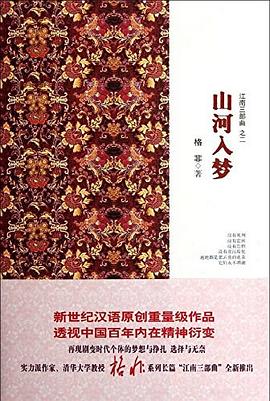 江南三部曲 之二
山河入梦
格 非 著
新世纪汉语原创重量级作品
透视中国百年内在精神衍变
再现剧变时代个体的梦想与挣扎 选择与无奈
实力派作家、清华大学教授 格非 系列长篇“江南三部曲”全新推出